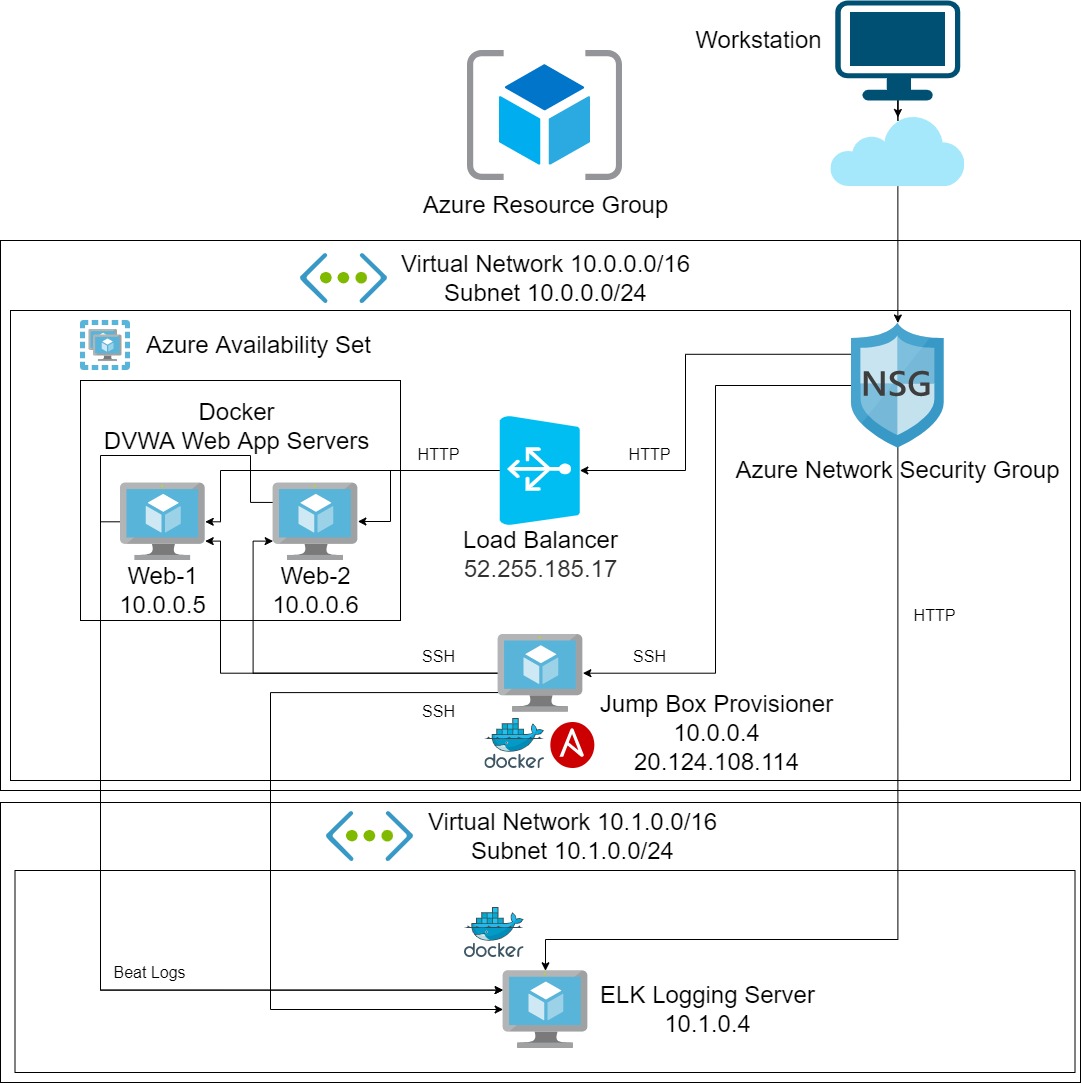 Workstation
Azure Resource Group
Virtual Network 10.0.0.0/16
Subnet 10.0.0.0/24
Azure Availability Set
NSG
Azure Network Security Group
Docker
DVWA Web App Servers
HTTP
HTTP
Web-1
10.0.0.5
Web-2
10.0.0.6
Load Balancer
52.255.185.17
HTTP
SSH
SSH
SSH
Jump Box Provisioner
10.0.0.4
20.124.108.114
docker
A
Virtual Network 10.1.0.0/16
Subnet 10.1.0.0/24
docker
Beat Logs
ELK Logging Server
10.1.0.4